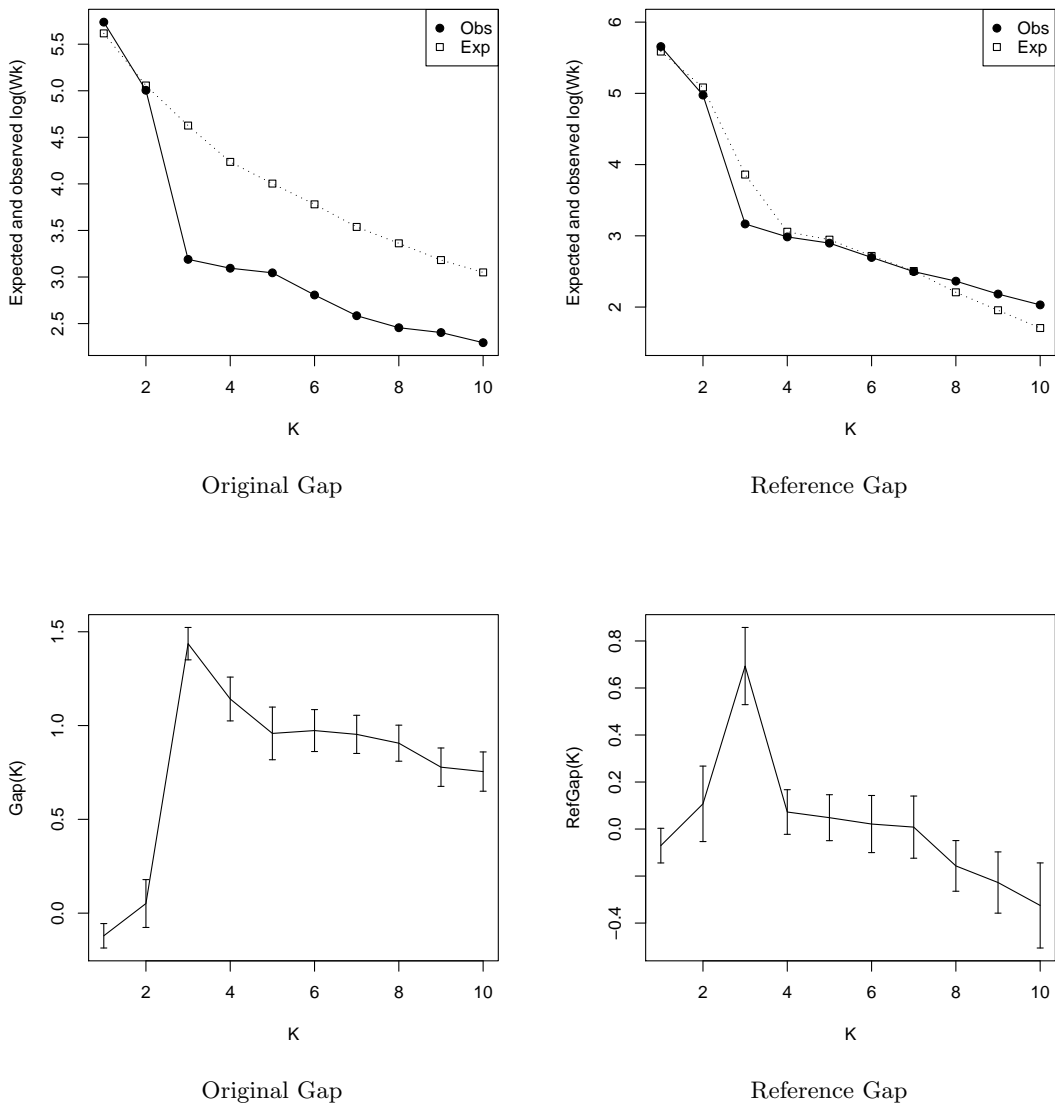 Expected and observed log(Wk)
5.5
5.0
4.5
4.0
3.5
3.0
2.5
Obs
Exp
2 4 6 8 10
K
Original Gap
Expected and observed log(Wk)
6
5
4
3
2
Obs
Exp
2 4 6 8 10
K
Reference Gap
Gap(K)
1.5
1.0
0.5
0.0
2 4 6 8 10
K
Original Gap
RefGap(K)
0.8
0.6
0.4
0.2
0.0
−0.4
2 4 6 8 10
K
Reference Gap